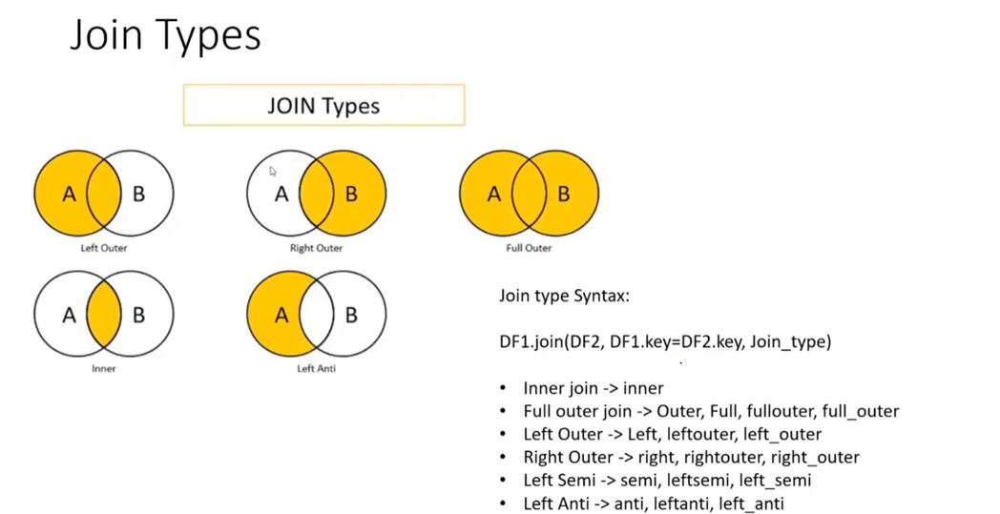 Join Types
JOIN Types
A B
Left Outer
A B
Right Outer
A B
Full Outer
A B
Inner
A B
Left Anti
Join type Syntax:
DF1.join(DF2, DF1.key=DF2.key, Join_type)
• Inner join -> inner
• Full outer join -> Outer, Full, fullouter, full_outer
• Left Outer -> Left, leftouter, left_outer
• Right Outer -> right, rightouter, right_outer
• Left Semi -> semi, leftsemi, left_semi
• Left Anti -> anti, leftanti, left_anti